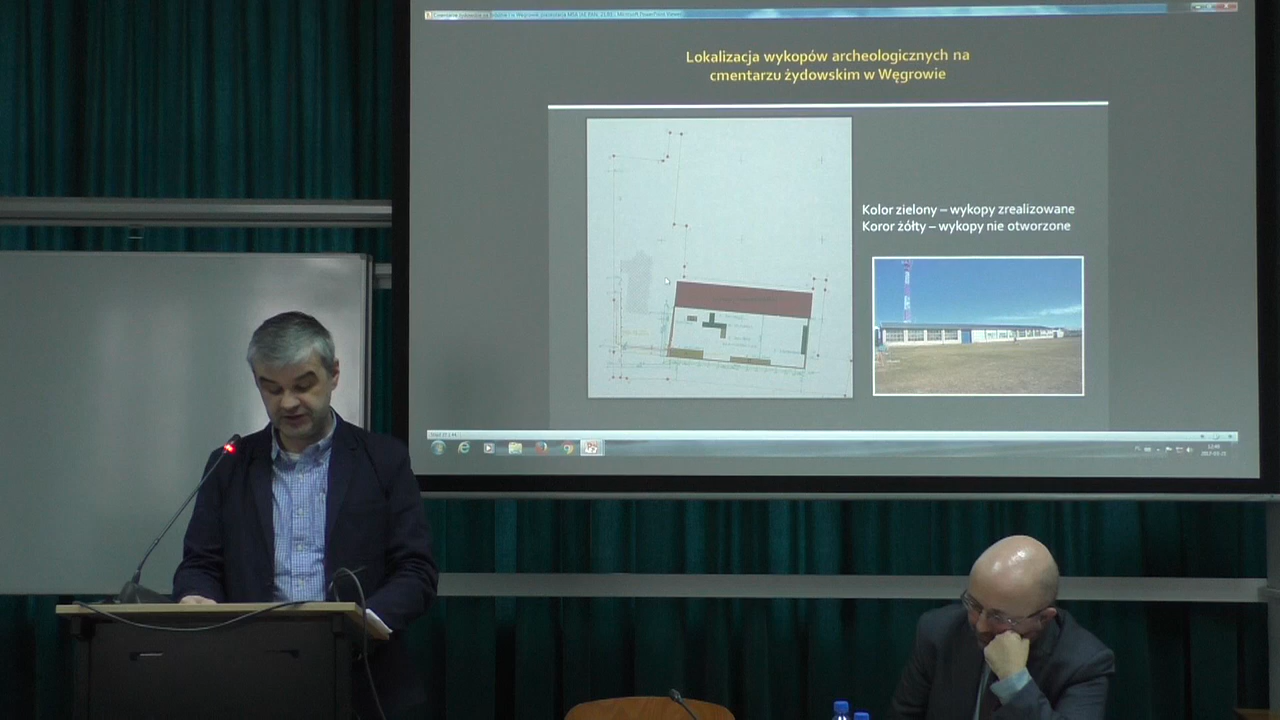 Lokalizacja wykopów archeologicznych na
cmentarzu żydowskim w Węgrowie
Kolor zielony – wykopy zrealizowane
Koror żółty – wykopy nie otworzone